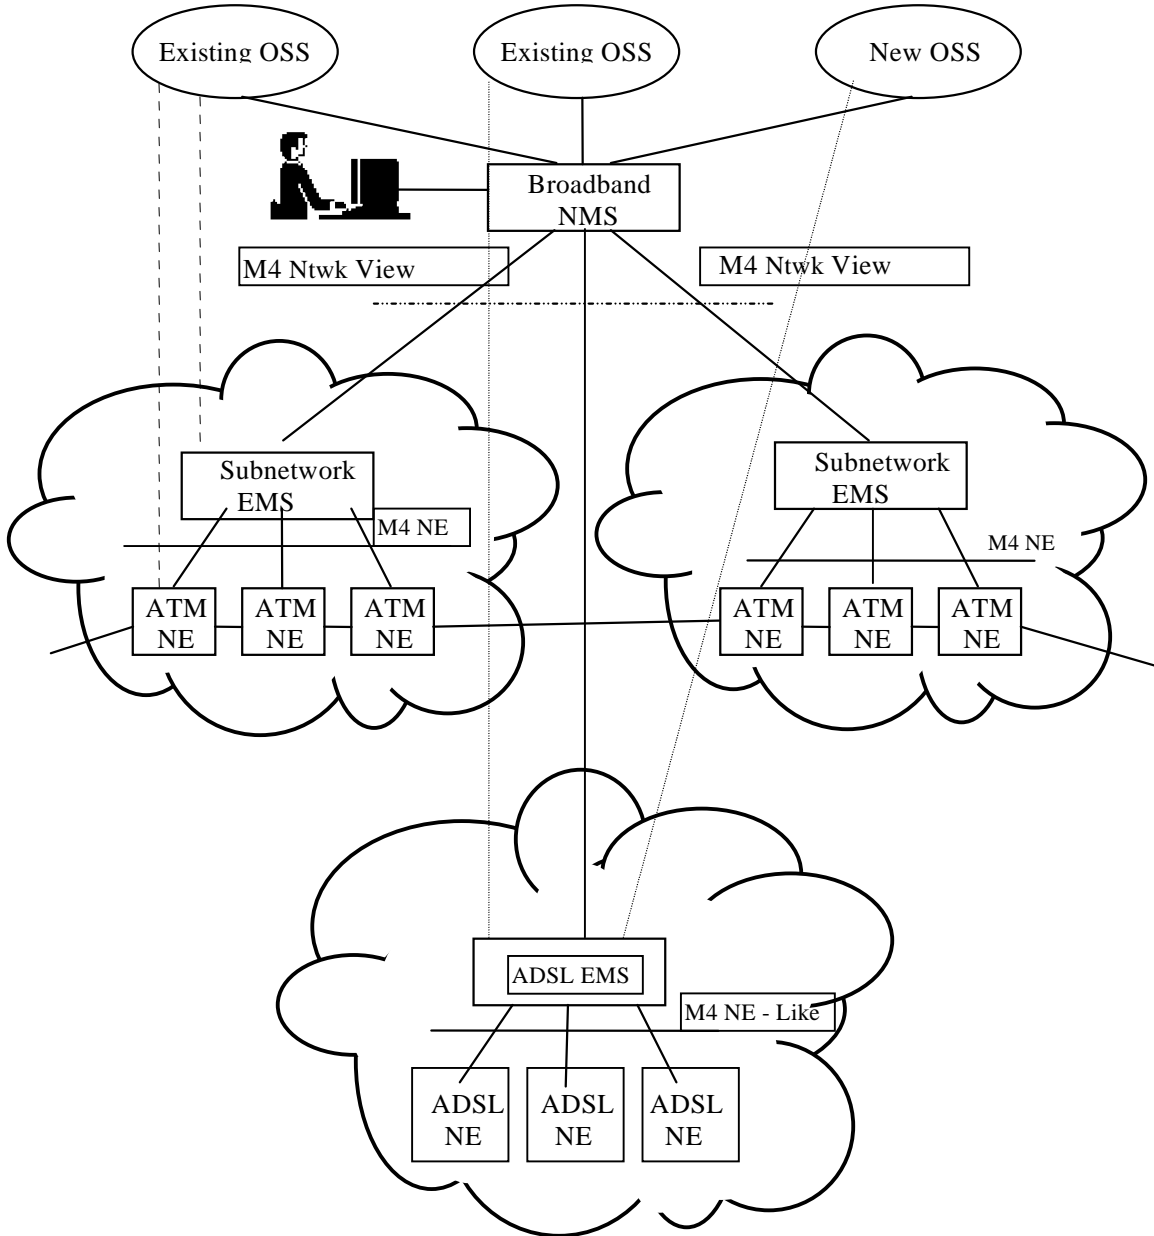 Existing OSS
Existing OSS
New OSS
Broadband
NMS
M4 Ntwk View
M4 Ntwk View
Subnetwork
EMS
Subnetwork
EMS
M4 NE
M4 NE
ATM
NE
ATM
NE
ATM
NE
ATM
NE
ATM
NE
ATM
NE
ADSL EMS
M4 NE - Like
ADSL
NE
ADSL
NE
ADSL
NE